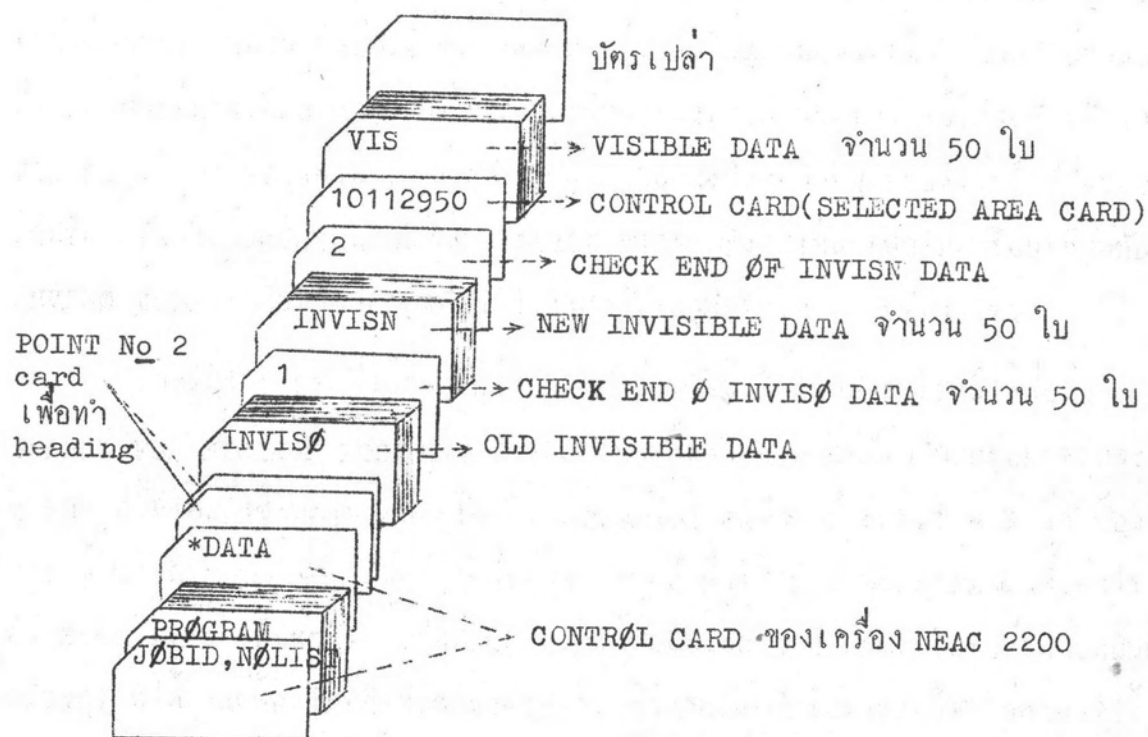 บัตรเปล่า
VIS
VISIBLE DATA จำนวน 50 ใบ
10112950
CONTROL CARD(SELECTED AREA CARD)
2
CHECK END ØF INVISN DATA
INVISN
NEW INVISIBLE DATA จำนวน 50 ใบ
POINT No 2
card
เพื่อทำ
heading
1
CHECK END Ø INVISØ DATA จำนวน 50 ใบ
INVISØ
OLD INVISIBLE DATA
*DATA
PRØGRAM
JØBID,NØLIST
CONTRØL CARD ของเครื่อง NEAC 2200